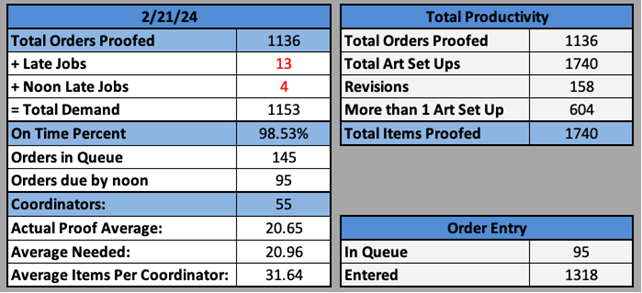 2/21/24
Total Orders Proofed 1136
+ Late Jobs 13
+ Noon Late Jobs 4
= Total Demand 1153
On Time Percent 98.53%
Orders in Queue 145
Orders due by noon 95
Coordinators: 55
Actual Proof Average: 20.65
Average Needed: 20.96
Average Items Per Coordinator: 31.64
Total Productivity
Total Orders Proofed 1136
Total Art Set Ups 1740
Revisions 158
More than 1 Art Set Up 604
Total Items Proofed 1740
Order Entry
In Queue 95
Entered 1318